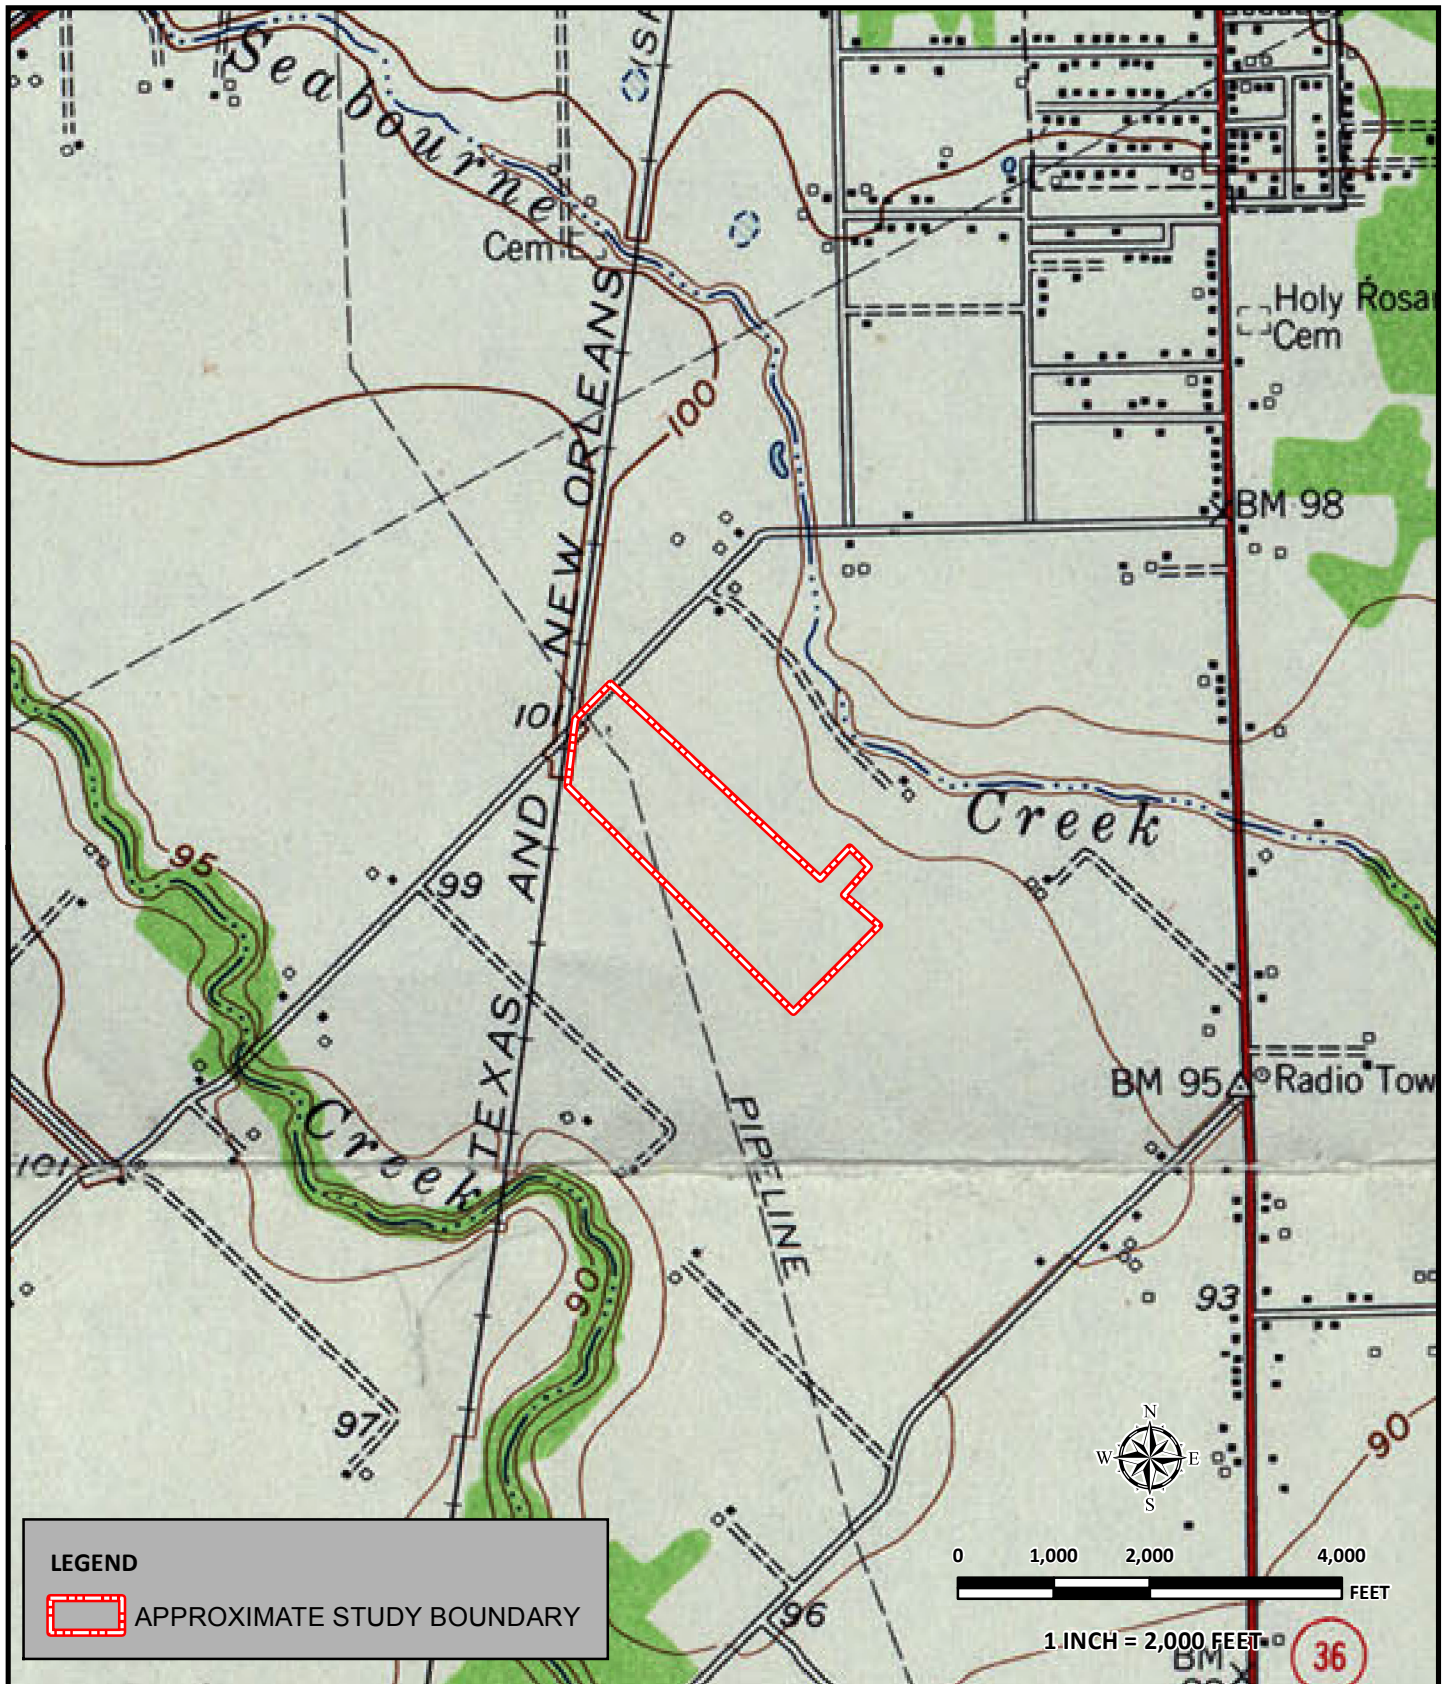 (S
Seabourne
Cem
Holy Rosa
Cem
NEW ORLEANS
100
BM 98
101
Creek
95
99
AND
TEXAS
BM 95
Radio Tow
Creek
101
PIPELINE
90
93
97
90
N
W E
S
LEGEND
APPROXIMATE STUDY BOUNDARY
0 1,000 2,000 4,000
FEET
1 INCH = 2,000 FEET
96
BM
36